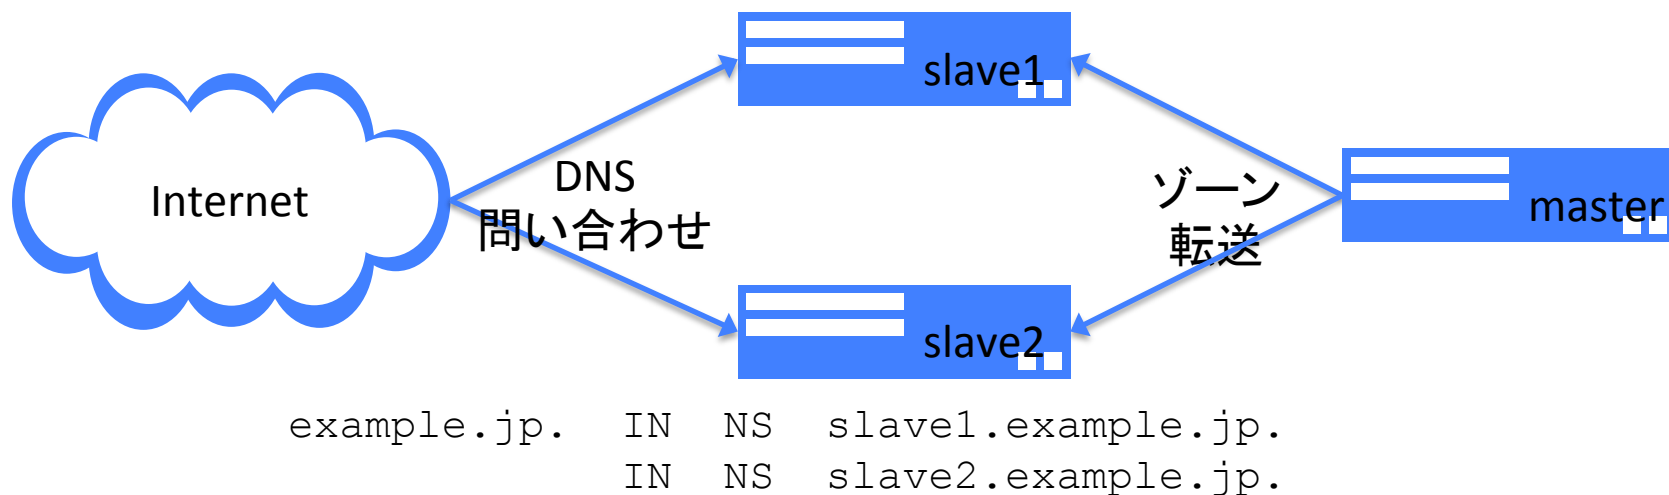 slave1
DNS
問い合わせ
ゾーン
転送
Internet
master
slave2
example.jp. IN NS slave1.example.jp.
IN NS slave2.example.jp.